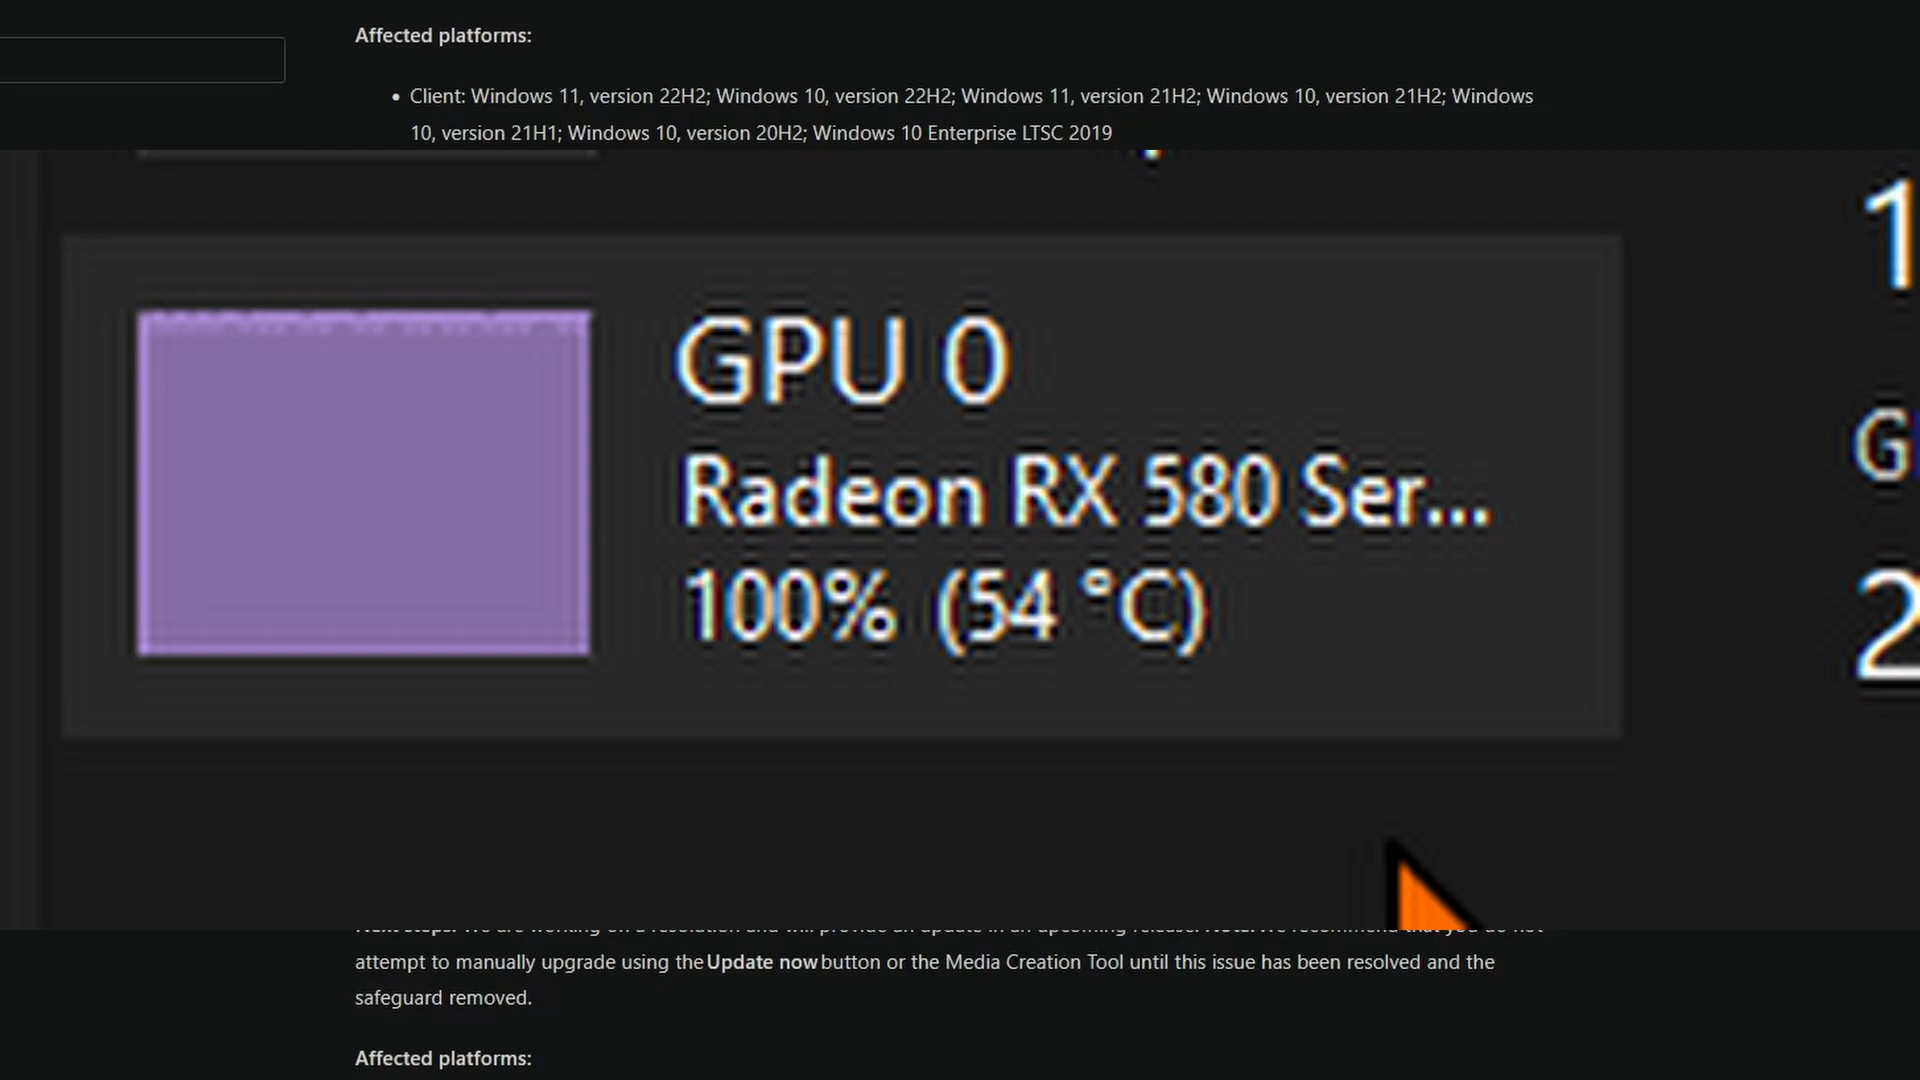 Affected platforms:
Client: Windows 11, version 22H2; Windows 10, version 22H2; Windows 11, version 21H2; Windows 10, version 21H2; Windows
10, version 21H1; Windows 10, version 20H2; Windows 10 Enterprise LTSC 2019
1
GPU 0
G
Radeon RX 580 Ser...
100% (54 °C)
2
attempt to manually upgrade using the Update now button or the Media Creation Tool until this issue has been resolved and the
safeguard removed.
Affected platforms: